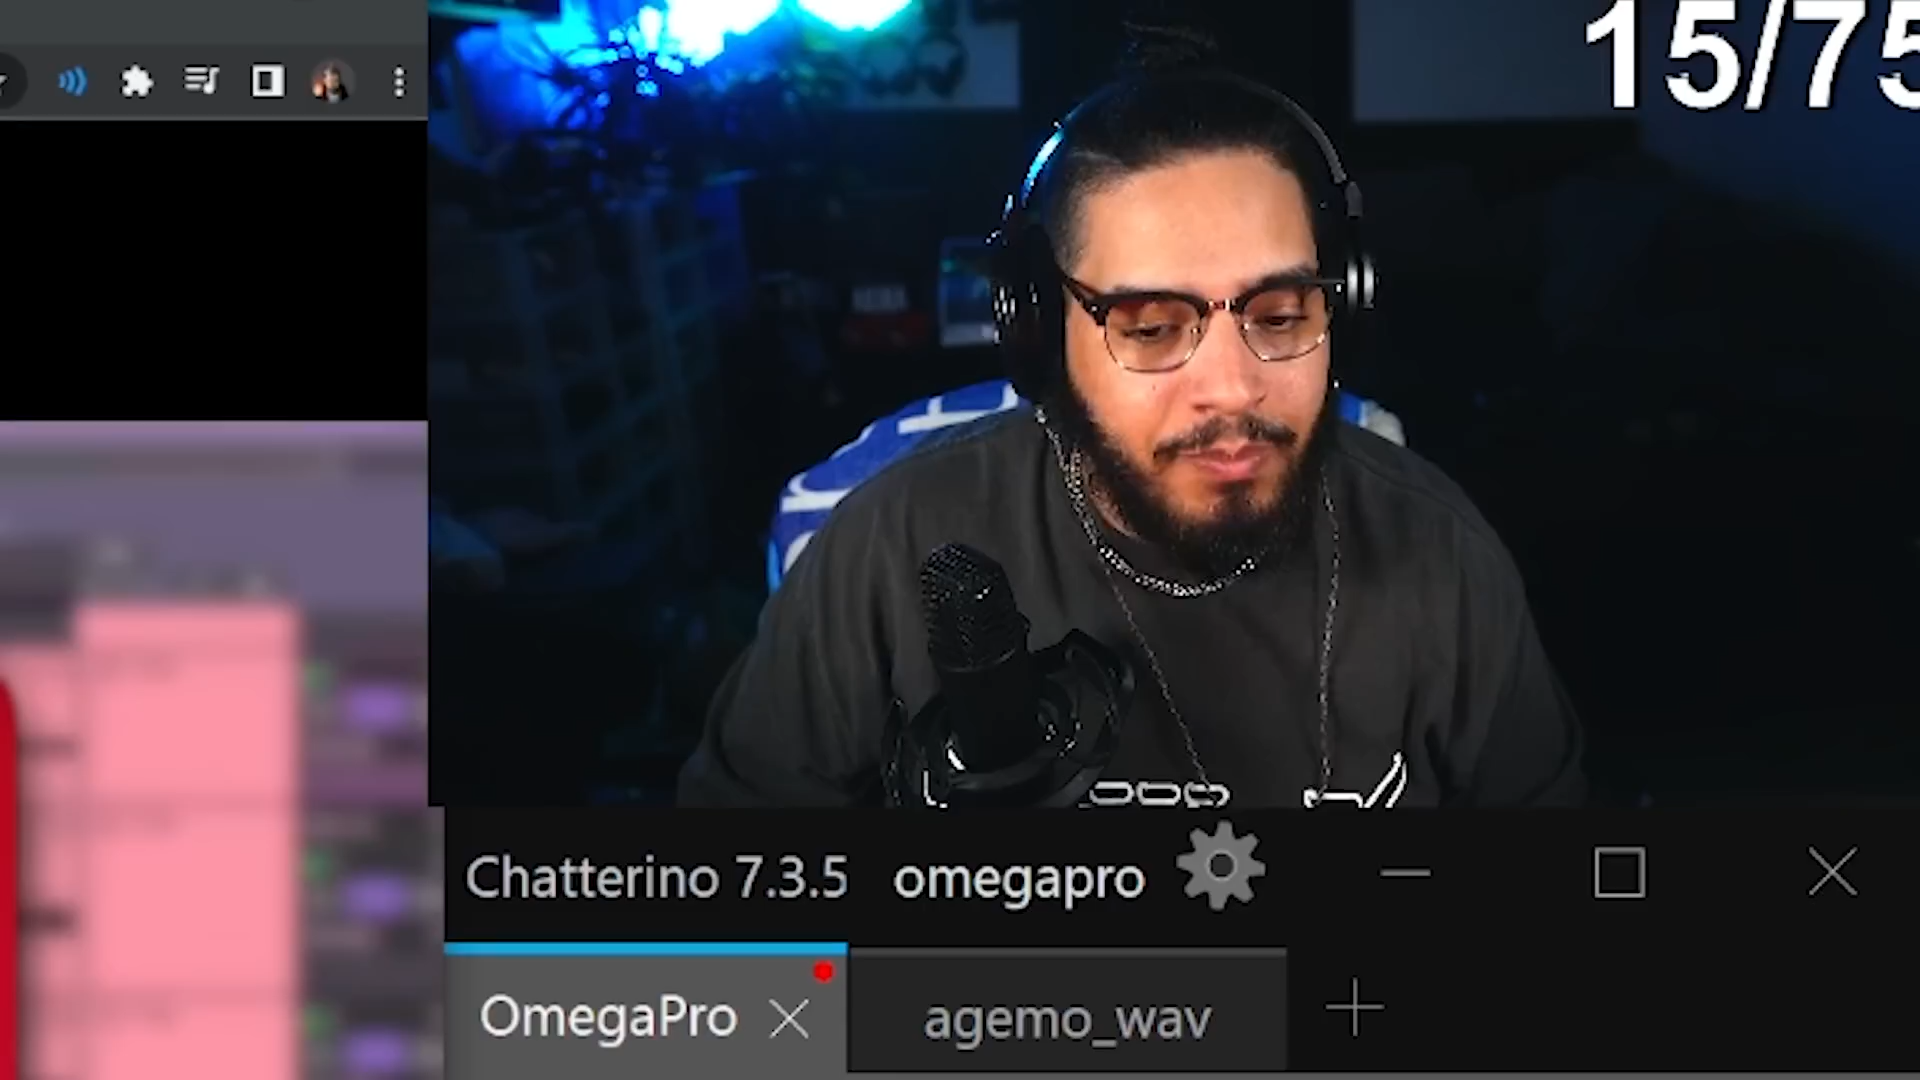 15/75
Chatterino 7.3.5 omegapro
OmegaPro
agemo_wav